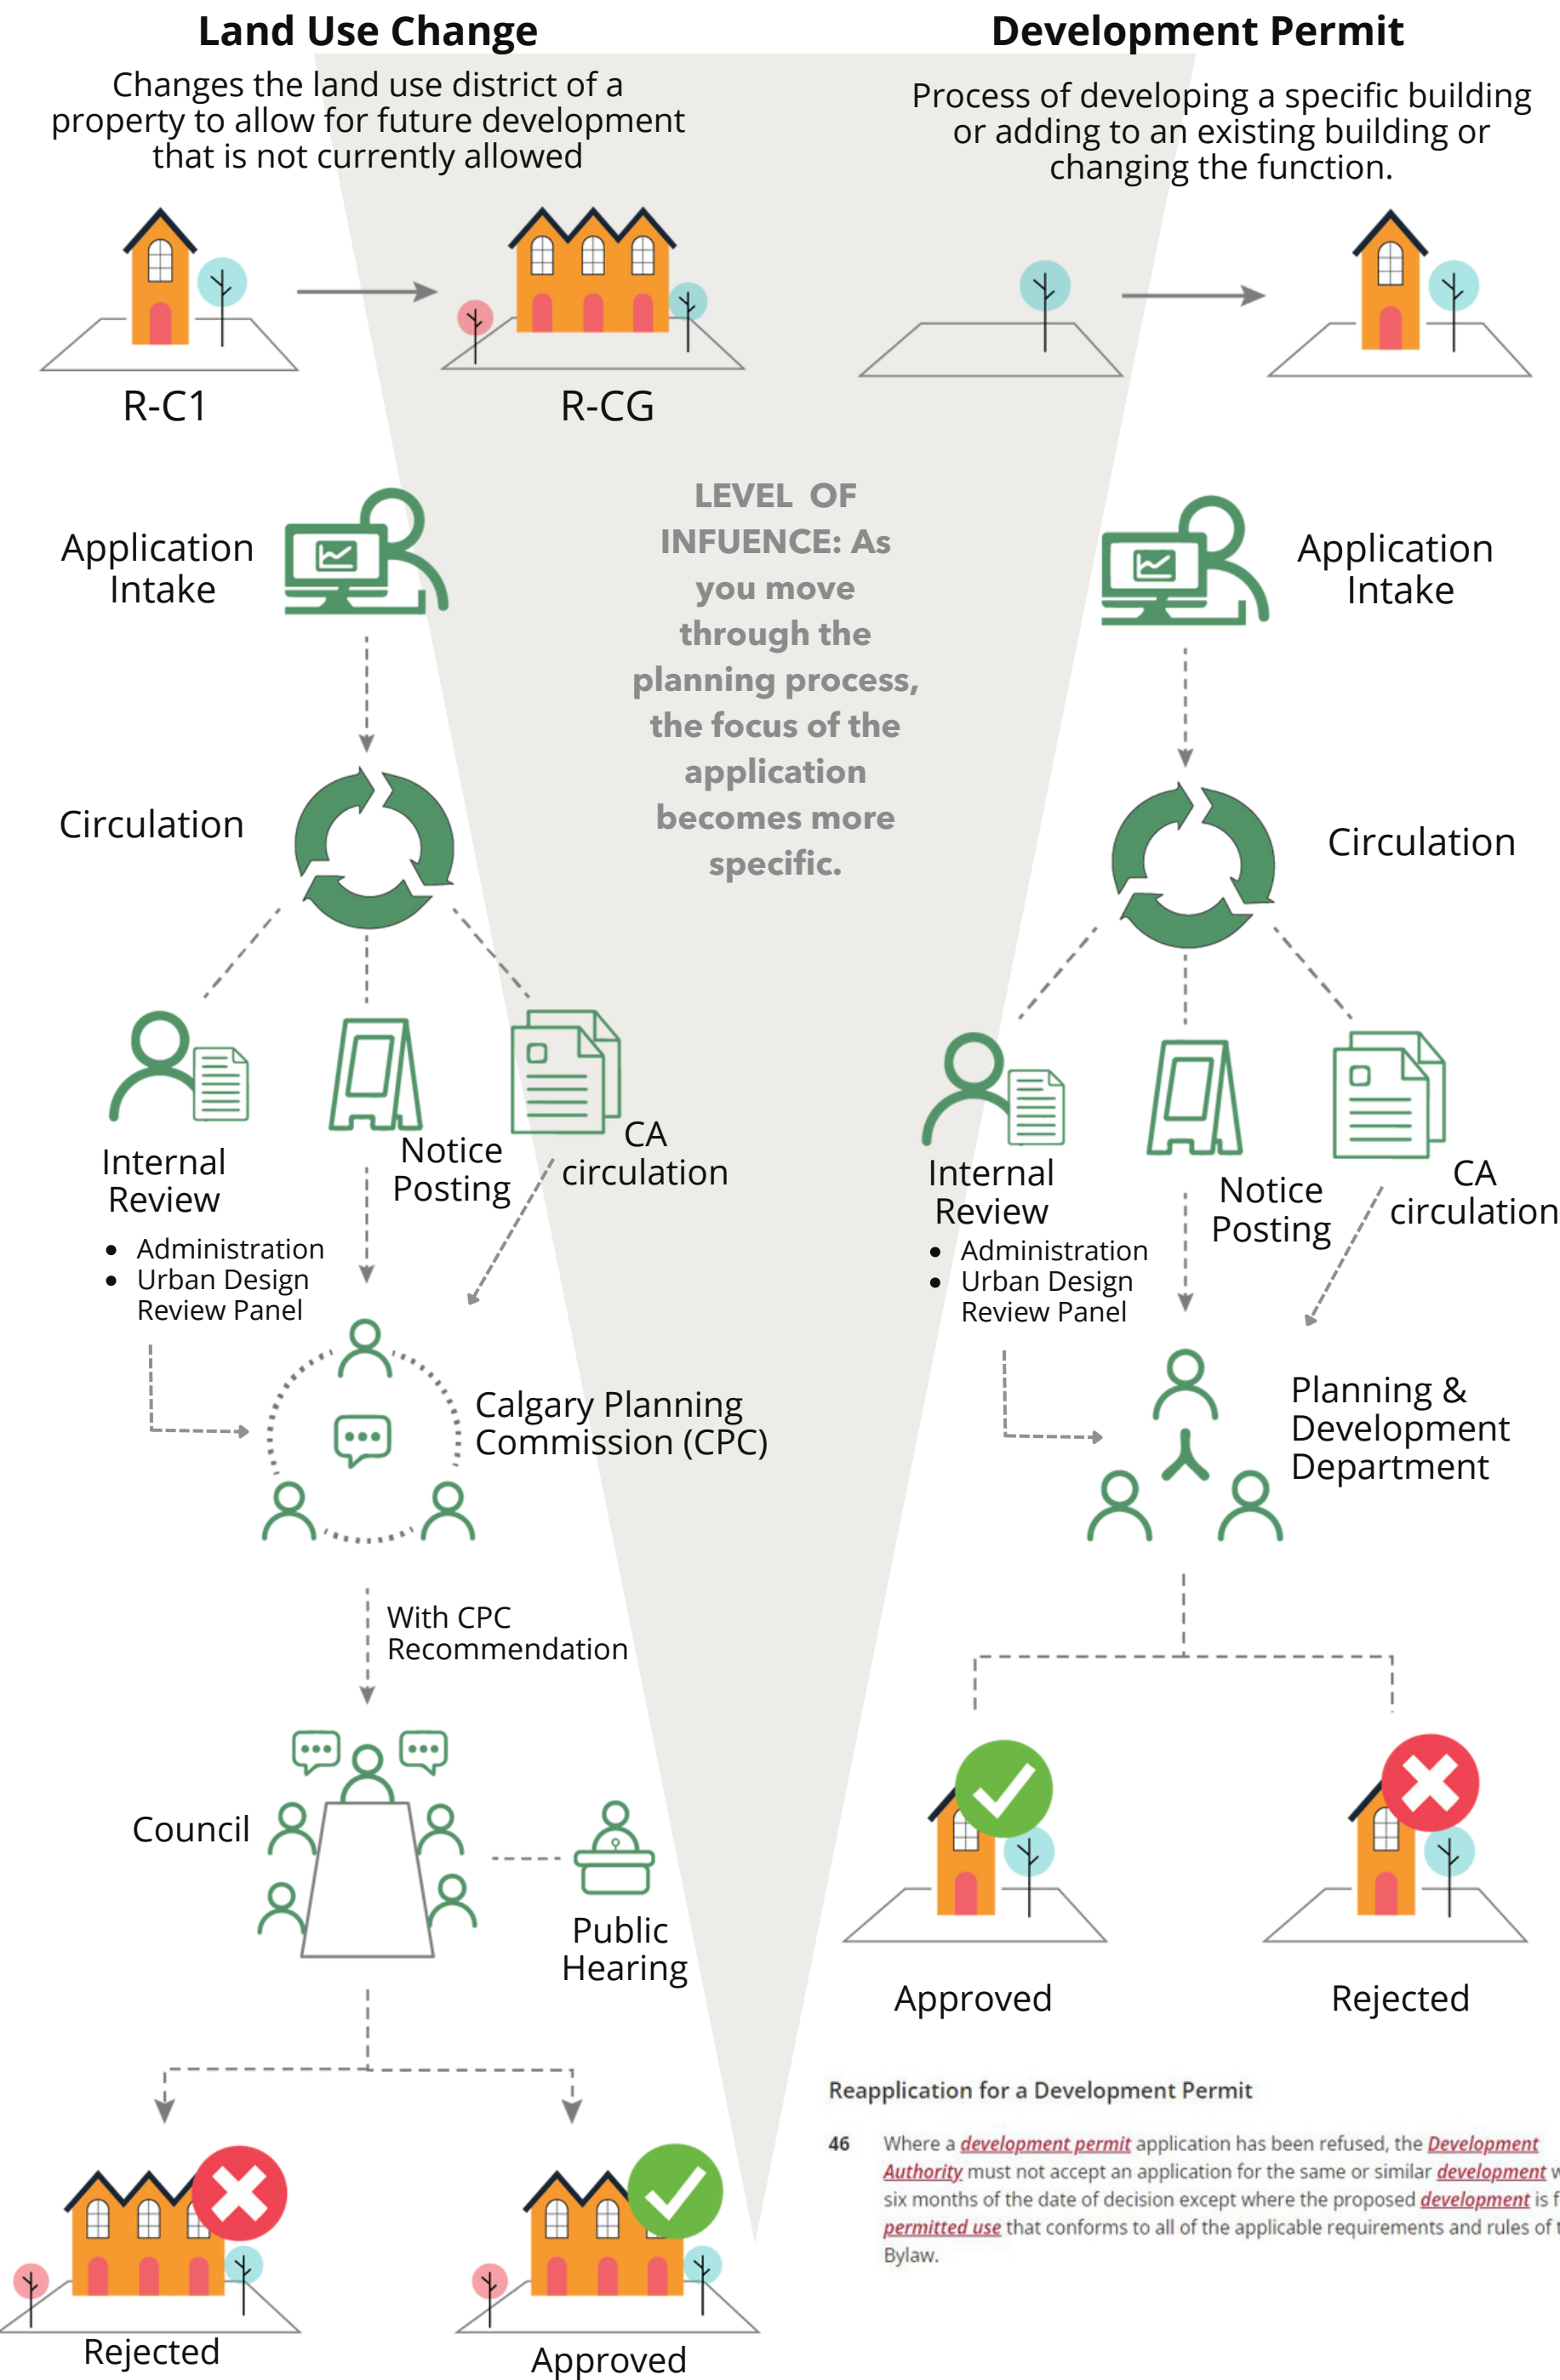 Land Use Change
Changes the land use district of a
property to allow for future development
that is not currently allowed
R-C1
R-CG
Application
Intake
Circulation
Internal
Review
• Administration
• Urban Design
Review Panel
Notice
Posting
CA
circulation
Calgary Planning
Commission (CPC)
With CPC
Recommendation
Council
Public
Hearing
Rejected
Approved
LEVEL OF
INFUENCE: As
you move
through the
planning process,
the focus of the
application
becomes more
specific.
Development Permit
Process of developing a specific building
or adding to an existing building or
changing the function.
Application
Intake
Circulation
Internal
Review
• Administration
• Urban Design
Review Panel
Notice
Posting
CA
circulation
Planning &
Development
Department
Approved
Rejected
Reapplication for a Development Permit
46 Where a development permit application has been refused, the Development
Authority must not accept an application for the same or similar development
six months of the date of decision except where the proposed development is
permitted use that conforms to all of the applicable requirements and rules of
Bylaw.